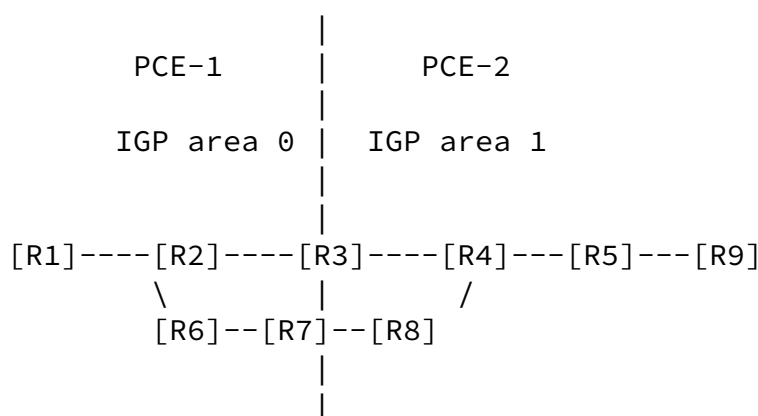 PCE-1 | PCE-2
IGP area 0 | IGP area 1
[R1]----[R2]----[R3]----[R4]---[R5]---[R9]
\ | /
[R6]--[R7]--[R8]